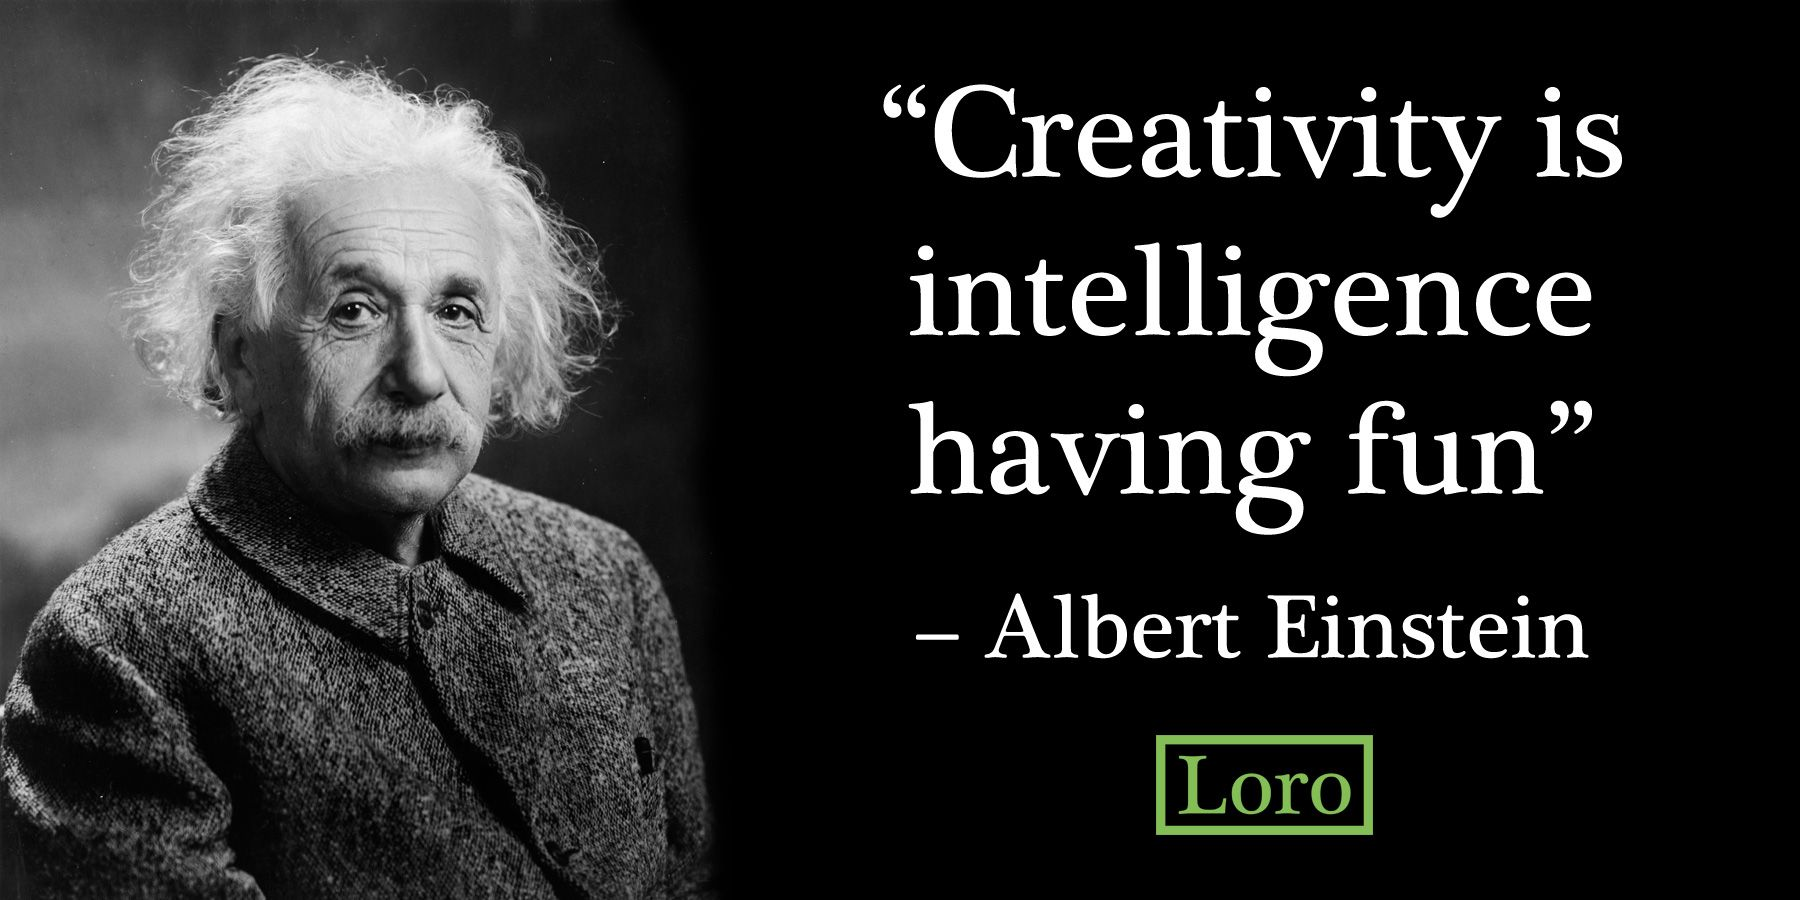 “Creativity is
intelligence
having fun”
– Albert Einstein
Loro